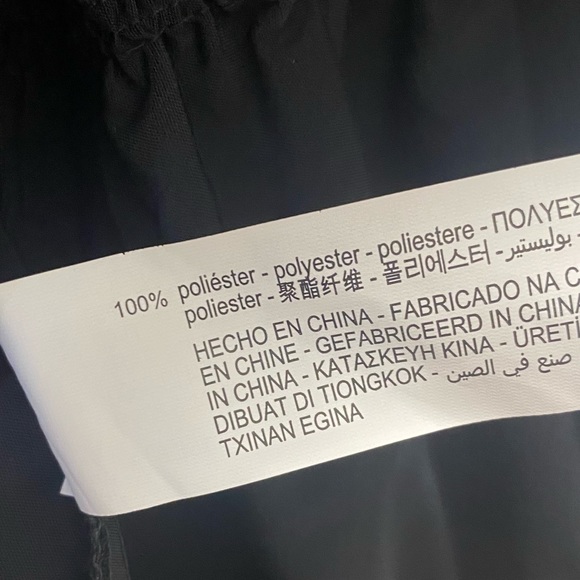 100% poliéster - polyester - poliestere - ΠΟΛΥΕΣ
poliester - 聚酯纤维 - 폴리에스터 - بوليستير -
HECHO EN CHINA - FABRICADO NA C
EN CHINE - GEFABRICEERD IN CHINA
IN CHINA - ΚΑΤΑΣΚΕΥΗ ΚΙΝΑ - ÜRETİ
DIBUAT DI TIONGKOK - صنع في الصين
TXINAN EGINA